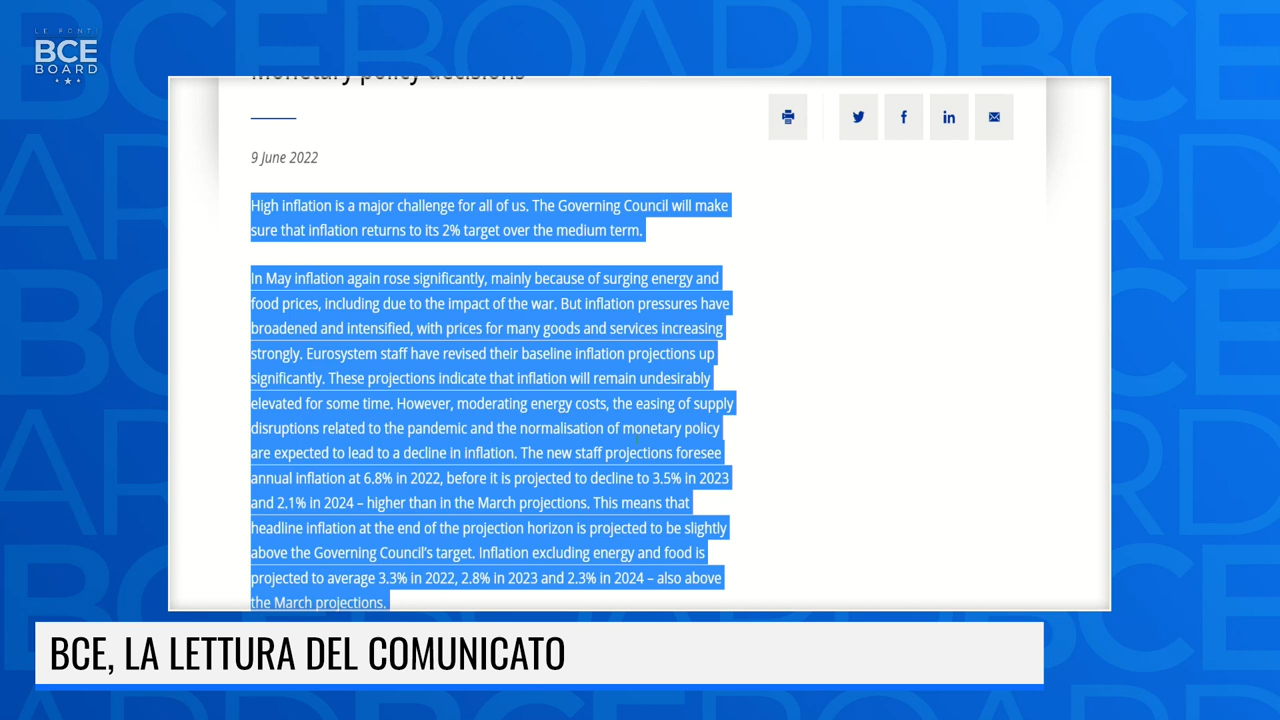 LE FONTI
BCE
BOARD
Monetary policy decisions
9 June 2022
High inflation is a major challenge for all of us. The Governing Council will make
sure that inflation returns to its 2% target over the medium term.
In May inflation again rose significantly, mainly because of surging energy and
food prices, including due to the impact of the war. But inflation pressures have
broadened and intensified, with prices for many goods and services increasing
strongly. Eurosystem staff have revised their baseline inflation projections up
significantly. These projections indicate that inflation will remain undesirably
elevated for some time. However, moderating energy costs, the easing of supply
disruptions related to the pandemic and the normalisation of monetary policy
are expected to lead to a decline in inflation. The new staff projections foresee
annual inflation at 6.8% in 2022, before it is projected to decline to 3.5% in 2023
and 2.1% in 2024 – higher than in the March projections. This means that
headline inflation at the end of the projection horizon is projected to be slightly
above the Governing Council’s target. Inflation excluding energy and food is
projected to average 3.3% in 2022, 2.8% in 2023 and 2.3% in 2024 – also above
the March projections.
BCE, LA LETTURA DEL COMUNICATO